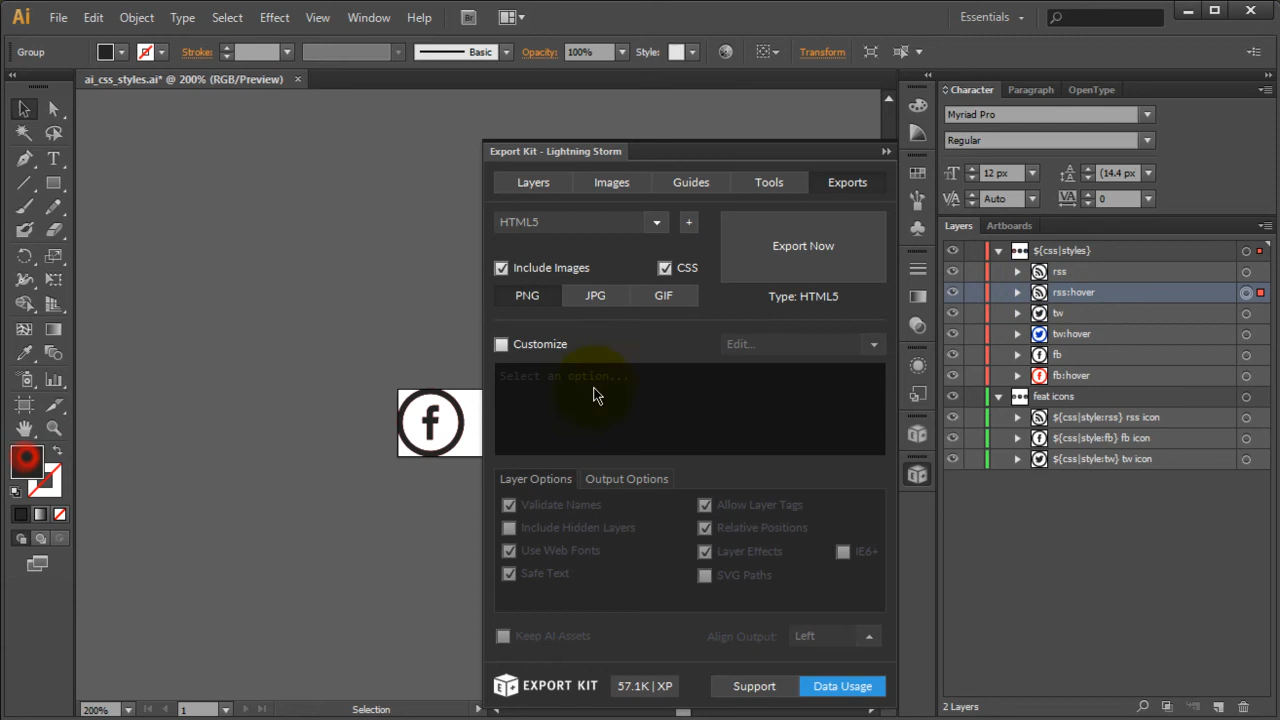 Ai File Edit Object Type Select Effect View Window Help Br Essentials
Group Stroke: Basic Opacity: 100% Style: Transform
ai_css_styles.ai* @ 200% (RGB/Preview)
Export Kit - Lightning Storm
Layers Images Guides Tools Exports
HTML5 +
Export Now
Include Images CSS
PNG JPG GIF
Type: HTML5
Customize Edit...
Select an option...
Layer Options Output Options
Validate Names Allow Layer Tags
Include Hidden Layers Relative Positions
Use Web Fonts Layer Effects IE6+
Safe Text SVG Paths
Keep AI Assets Align Output: Left
EXPORT KIT 57.1K | XP Support Data Usage
Character Paragraph OpenType
Myriad Pro
Regular
12 px (14.4 p
Auto 0
Layers Artboards
${css|styles}
rss
rss:hover
tw
tw:hover
fb
fb:hover
feat icons
${css|style:rss} rss icon
${css|style:fb} fb icon
${css|style:tw} tw icon
200% 1 Selection
2 Layers